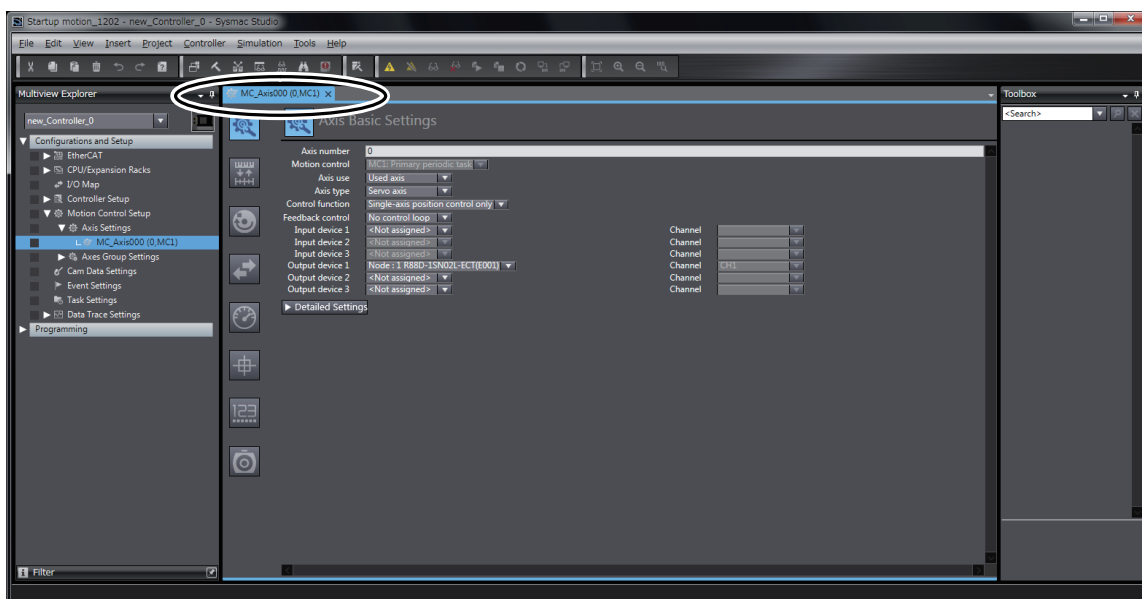 Startup motion_1202 - new_Controller_0 - Sysmac Studio
File Edit View Insert Project Controller Simulation Tools Help
Multiview Explorer
MC_Axis000 (0,MC1)
Toolbox
new_Controller_0
Axis Basic Settings
<Search>
Configurations and Setup
EtherCAT
CPU/Expansion Racks
I/O Map
Controller Setup
Motion Control Setup
Axis Settings
MC_Axis000 (0,MC1)
Axes Group Settings
Cam Data Settings
Event Settings
Task Settings
Data Trace Settings
Programming
Axis number 0
Motion control MC1: Primary periodic task
Axis use Used axis
Axis type Servo axis
Control function Single-axis position control only
Feedback control No control loop
Input device 1 <Not assigned> Channel
Input device 2 <Not assigned> Channel
Input device 3 <Not assigned> Channel
Output device 1 Node : 1 R88D-1SN02L-ECT(E001) Channel CH1
Output device 2 <Not assigned> Channel
Output device 3 <Not assigned> Channel
Detailed Settings
123
Filter